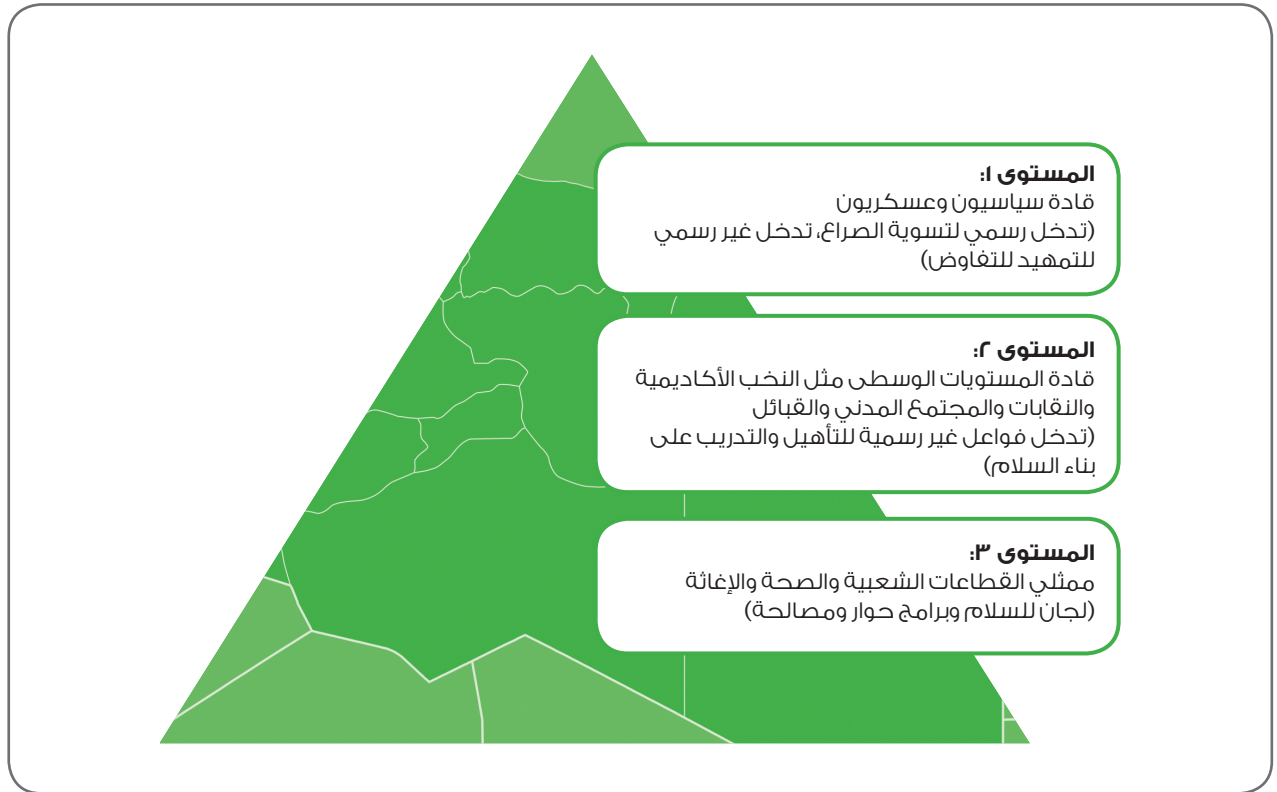 المستوى ١:
قادة سياسيون وعسكريون
(تدخل رسمي لتسوية الصراع، تدخل غير رسمي
للتمهيد للتفاوض)
المستوى ٢:
قادة المستويات الوسطى مثل النخب الأكاديمية
والنقابات والمجتمع المدني والقبائل
(تدخل فواعل غير رسمية للتأهيل والتدريب على
بناء السلام)
المستوى ٣:
ممثلي القطاعات الشعبية والصحة والإغاثة
(لجان للسلام وبرامج حوار ومصالحة)